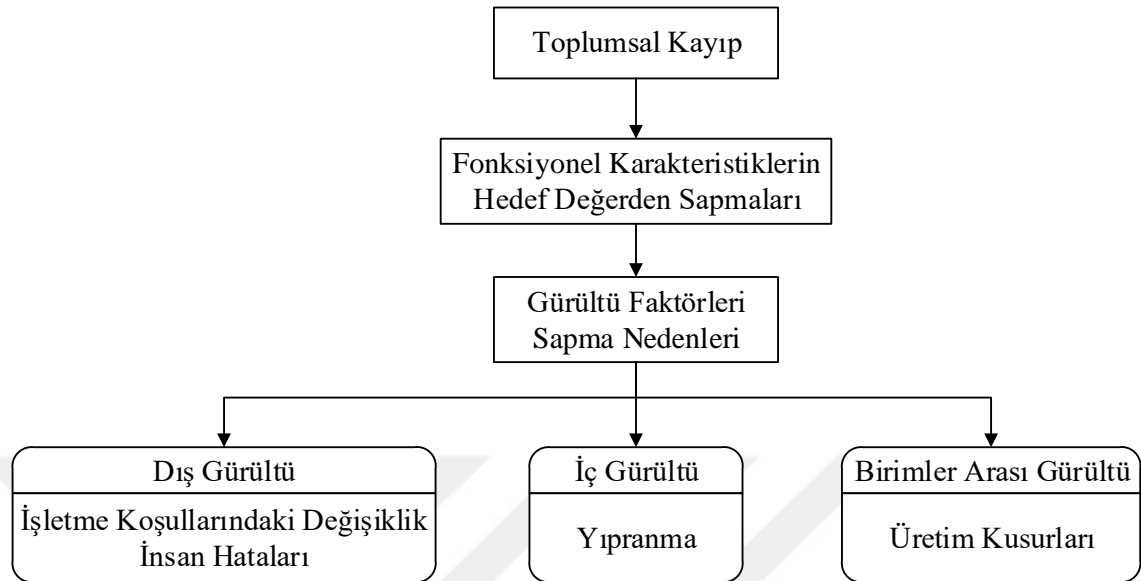 Toplumsal Kayıp
Fonksiyonel Karakteristiklerin
Hedef Değerden Sapmaları
Gürültü Faktörleri
Sapma Nedenleri
Dış Gürültü
İşletme Koşullarındaki Değişiklik
İnsan Hataları
İç Gürültü
Yıpranma
Birimler Arası Gürültü
Üretim Kusurları